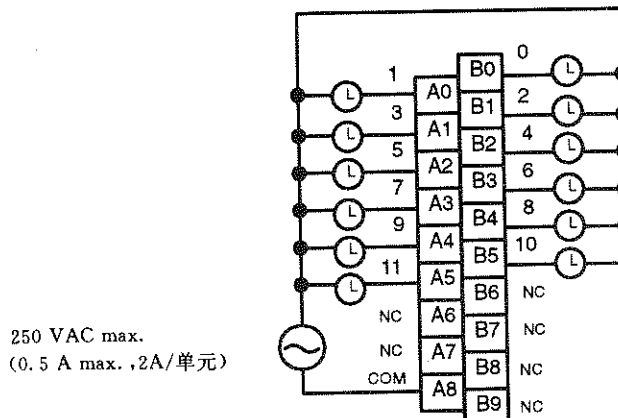 0
B0
1
L
L
A0
2
B1
3
L
L
A1
4
B2
5
L
L
A2
6
B3
7
L
L
A3
8
B4
9
L
L
A4
10
B5
11
L
L
A5
B6
NC
NC
A6
B7
NC
NC
A7
B8
NC
COM
A8
B9
NC
250 VAC max.
(0.5 A max.,2A/单元)